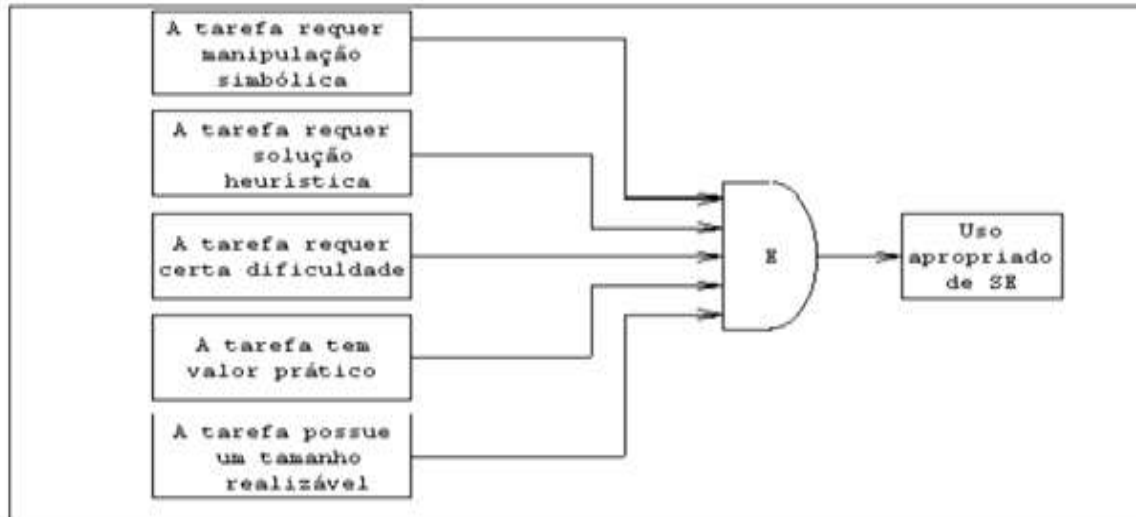 A tarefa requer
manipulação
simbólica
A tarefa requer
solução
heurística
A tarefa requer
certa dificuldade
A tarefa tem
valor prático
A tarefa possue
um tamanho
realizável
E
Uso
apropriado
de SE